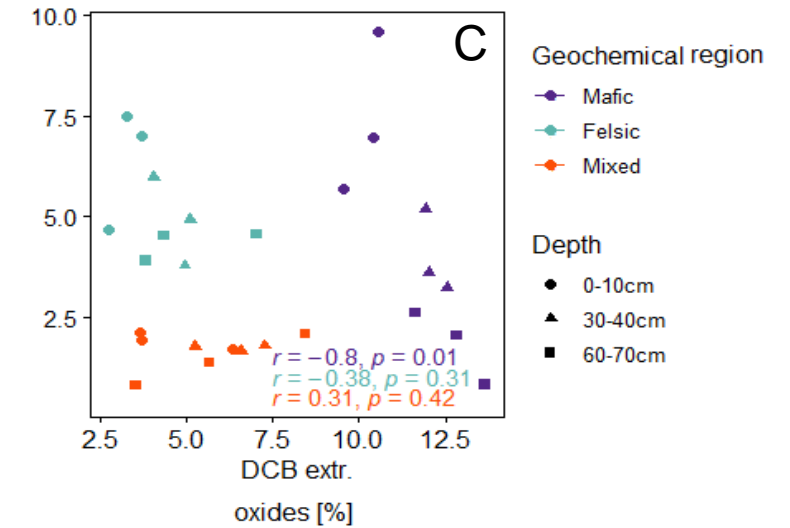 C
10.0
7.5
5.0
2.5
2.5 5.0 7.5 10.0 12.5
DCB extr.
oxides [%]
r = −0.8, p = 0.01
r = −0.38, p = 0.31
r = 0.31, p = 0.42
Geochemical region
Mafic
Felsic
Mixed
Depth
0-10cm
30-40cm
60-70cm